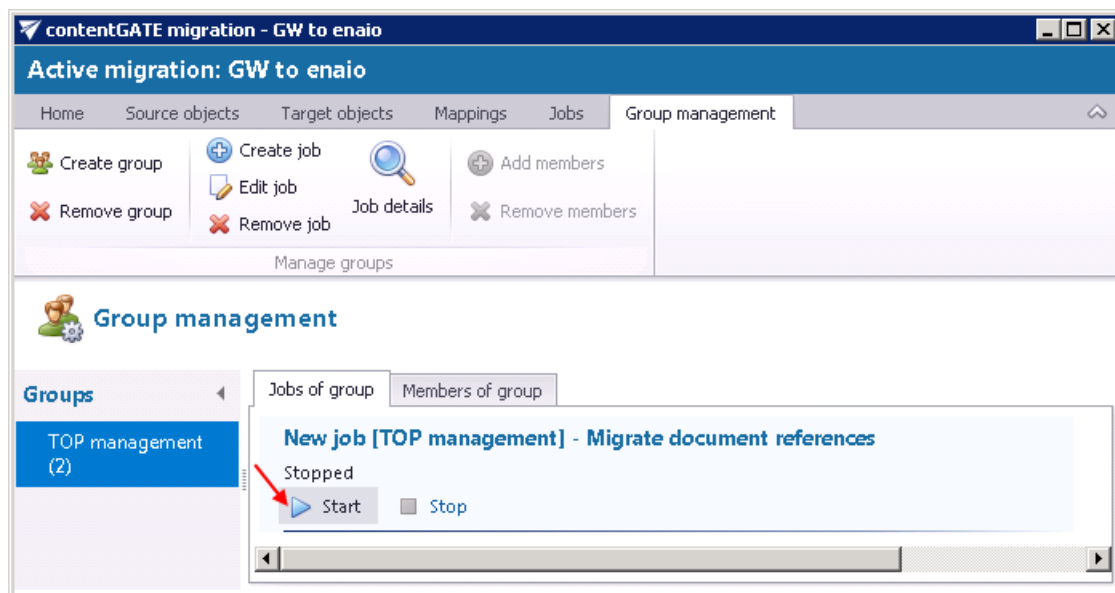 contentGATE migration - GW to enaio
Active migration: GW to enaio
Home Source objects Target objects Mappings Jobs Group management
Create group
Remove group
Create job
Edit job
Remove job
Job details
Add members
Remove members
Manage groups
Group management
Groups
TOP management
(2)
Jobs of group Members of group
New job [TOP management] - Migrate document references
Stopped
Start Stop